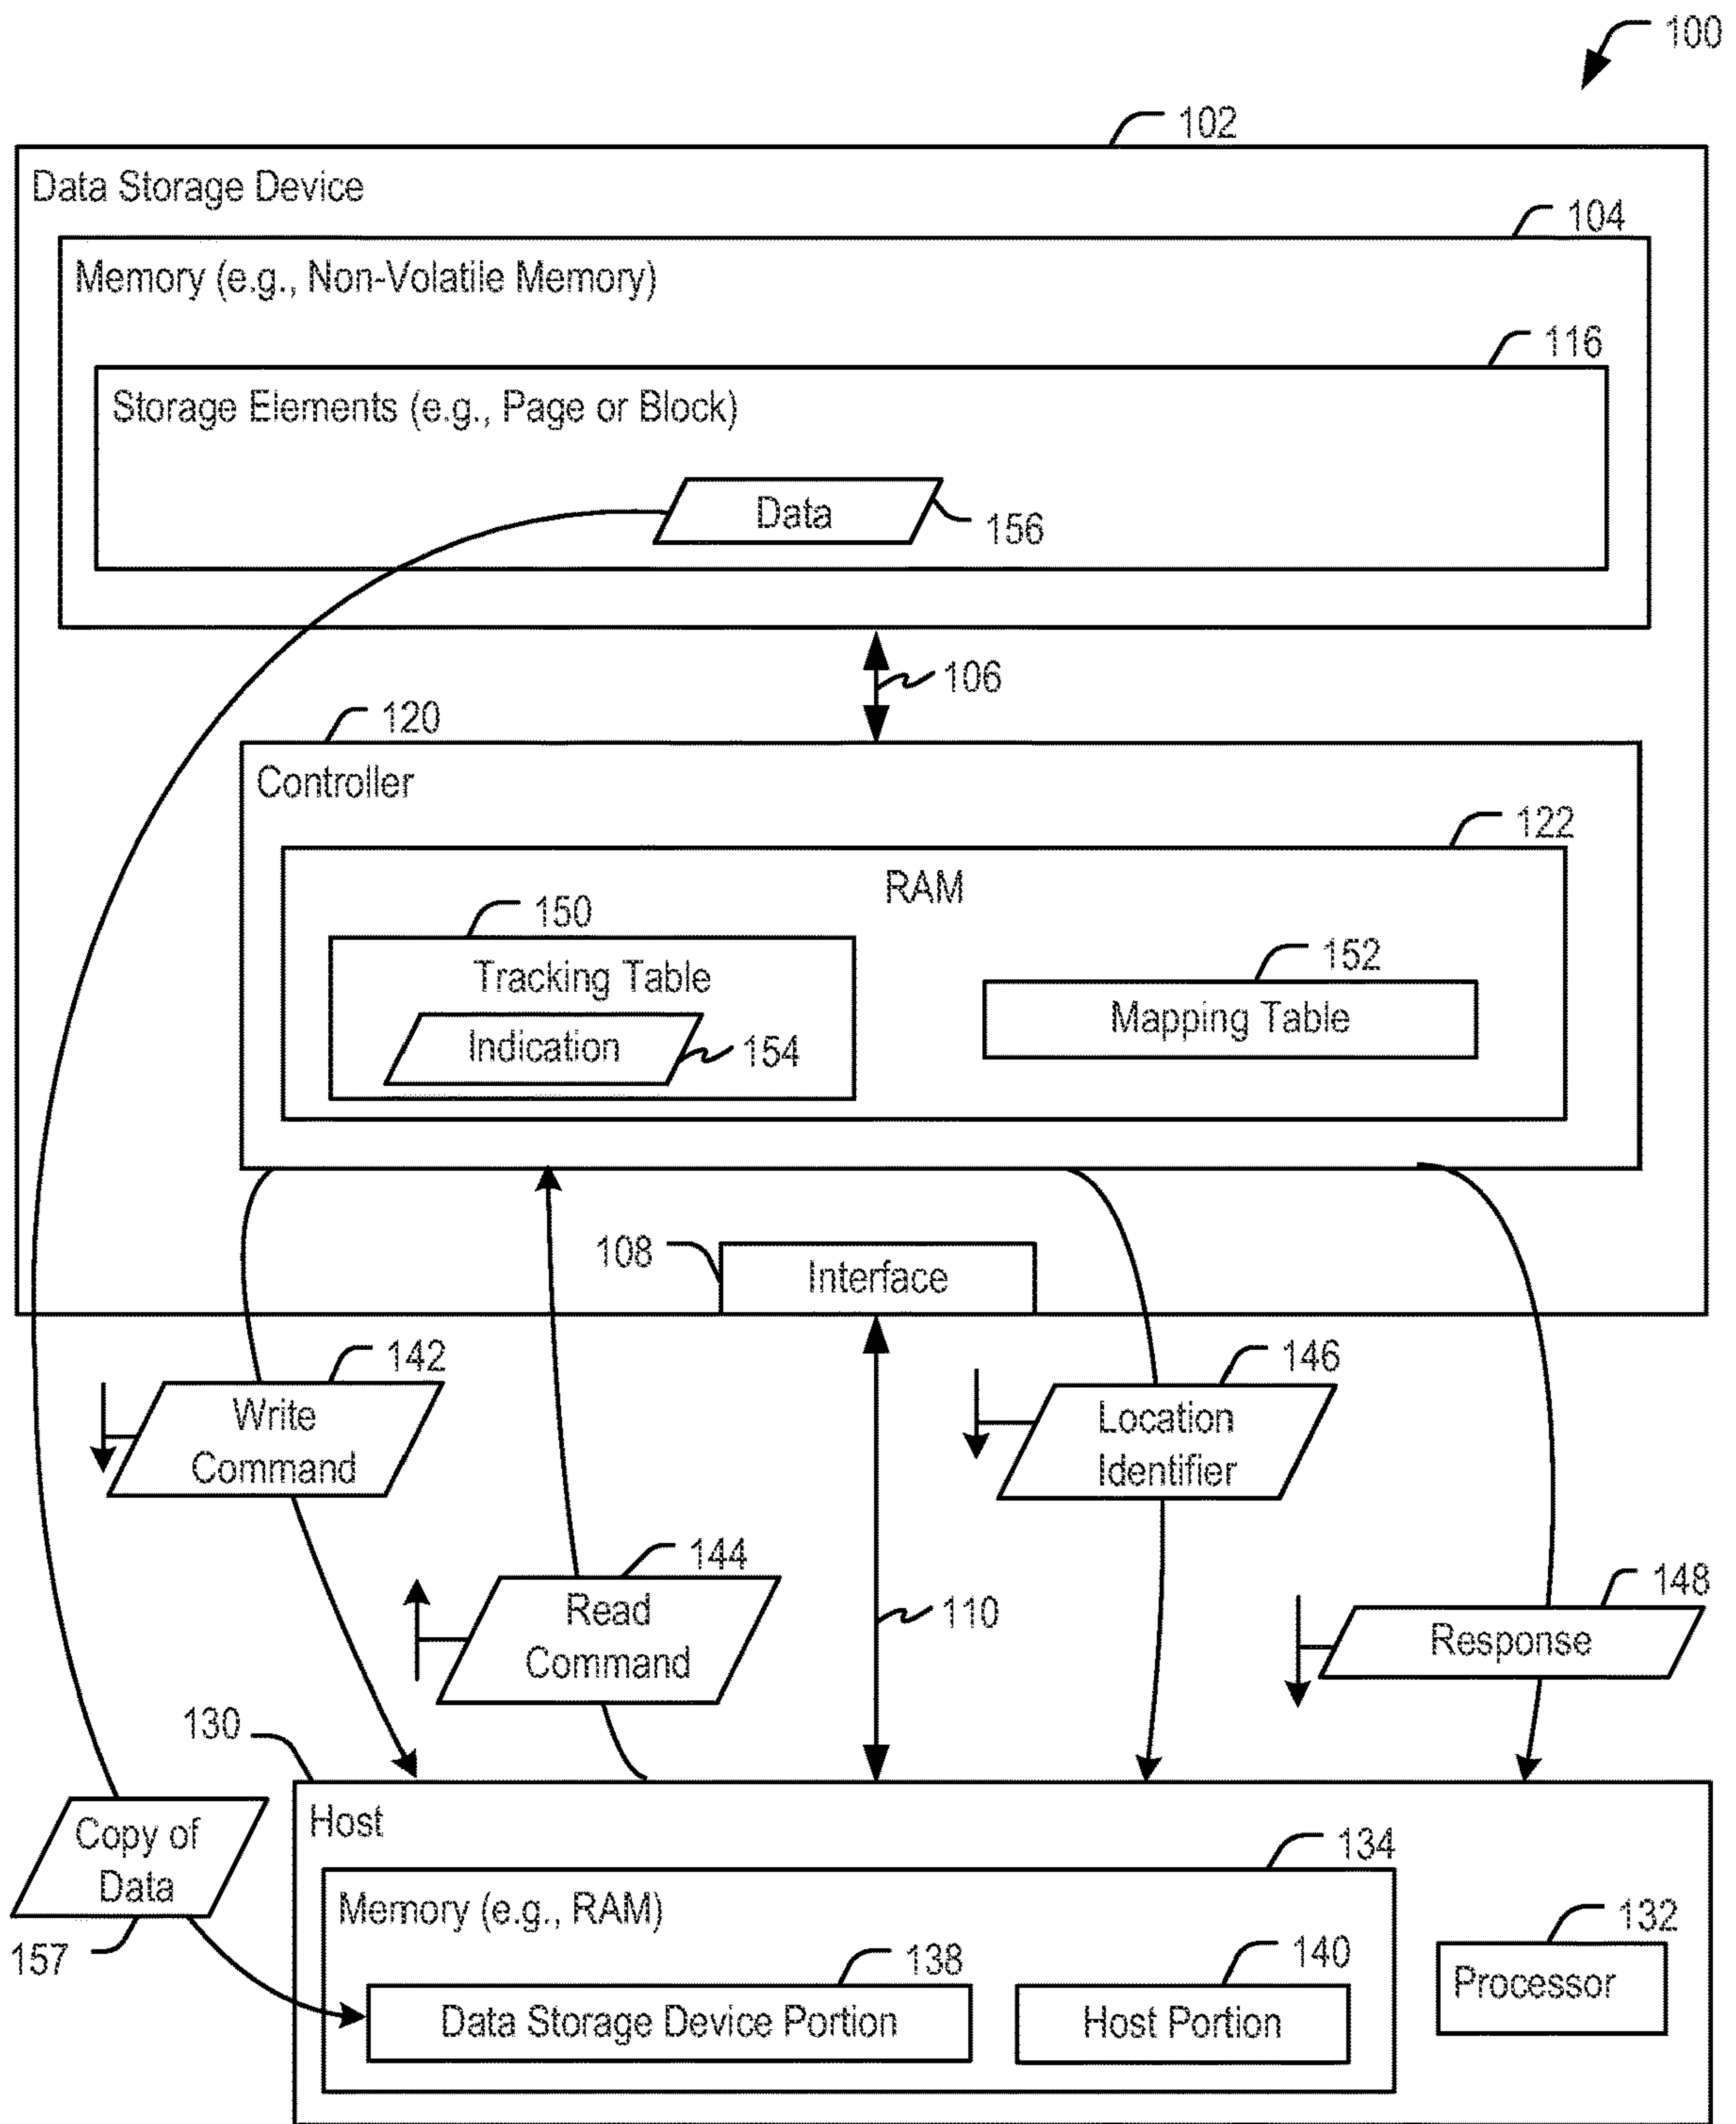 100
102
Data Storage Device
104
Memory (e.g., Non-Volatile Memory)
116
Storage Elements (e.g., Page or Block)
Data
156
106
120
Controller
122
RAM
150
Tracking Table
152
Mapping Table
Indication
154
108
Interface
142
Write
Command
146
Location
Identifier
144
Read
Command
110
148
Response
130
Host
Copy of
Data
157
134
Memory (e.g., RAM)
138
Data Storage Device Portion
140
Host Portion
132
Processor